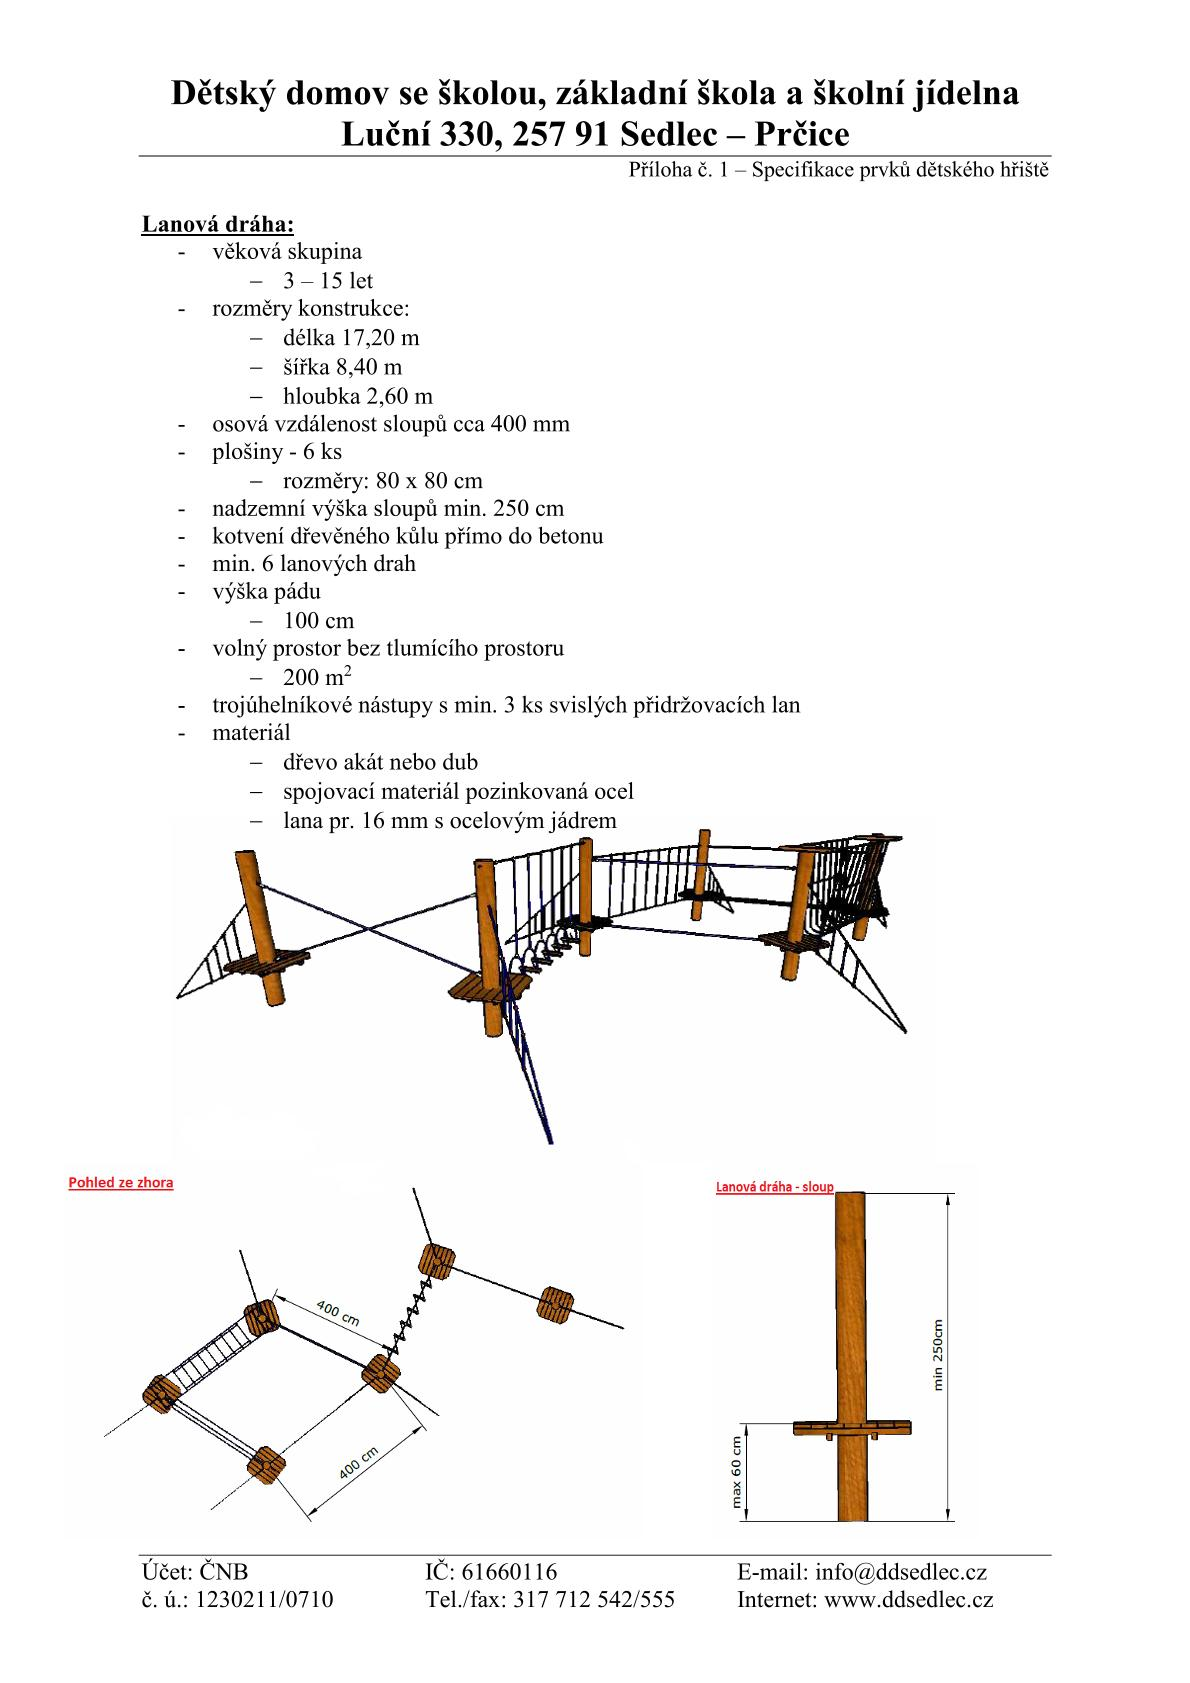 Dětský domov se školou, základní škola a školní jídelna
Luční 330, 257 91 Sedlec – Prčice
Příloha č. 1 – Specifikace prvků dětského hřiště
Lanová dráha:
- věková skupina
– 3 – 15 let
- rozměry konstrukce:
– délka 17,20 m
– šířka 8,40 m
– hloubka 2,60 m
- osová vzdálenost sloupů cca 400 mm
- plošiny - 6 ks
– rozměry: 80 x 80 cm
- nadzemní výška sloupů min. 250 cm
- kotvení dřevěného kůlu přímo do betonu
- min. 6 lanových drah
- výška pádu
– 100 cm
- volný prostor bez tlumícího prostoru
– 200 m²
- trojúhelníkové nástupy s min. 3 ks svislých přidržovacích lan
- materiál
– dřevo akát nebo dub
– spojovací materiál pozinkovaná ocel
– lana pr. 16 mm s ocelovým jádrem
Pohled ze zhora
400 cm
400 cm
Lanová dráha - sloup
min 250cm
max 60 cm
Účet: ČNB IČ: 61660116 E-mail: info@ddsedlec.cz
č. ú.: 1230211/0710 Tel./fax: 317 712 542/555 Internet: www.ddsedlec.cz